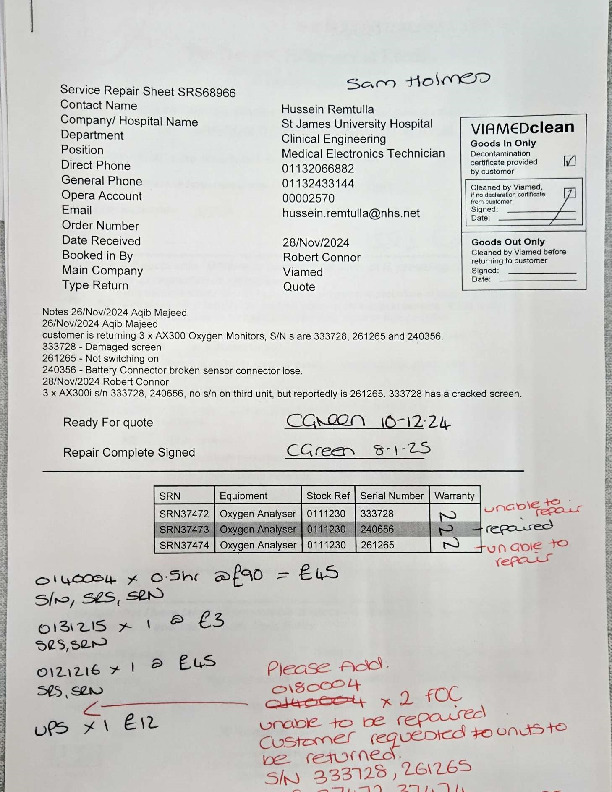 Sam Holmes
Service Repair Sheet SRS68966
Contact Name Hussein Remtulla
Company/ Hospital Name St James University Hospital
Department Clinical Engineering
Position Medical Electronics Technician
Direct Phone 01132066882
General Phone 01132433144
Opera Account 00002570
Email hussein.remtulla@nhs.net
Order Number
Date Received 28/Nov/2024
Booked in By Robert Connor
Main Company Viamed
Type Return Quote
VIAMEDclean
Goods In Only
Decontamination
certificate provided
by customer
Cleaned by Viamed,
if no declaration certificate
from customer
Signed:
Date:
Goods Out Only
Cleaned by Viamed before
returning to customer
Signed:
Date:
Notes 26/Nov/2024 Aqib Majeed
26/Nov/2024 Aqib Majeed
customer is returning 3 x AX300 Oxygen Monitors, S/N s are 333728, 261265 and 240356.
333728 - Damaged screen
261265 - Not switching on
240356 - Battery Connector broken sensor connector lose.
28/Nov/2024 Robert Connor
3 x AX300i s/n 333728, 240656, no s/n on third unit, but reportedly is 261265. 333728 has a cracked screen.
Ready For quote CGreen 10-12-24
Repair Complete Signed CGreen 8-1-25
SRN Equipment Stock Ref Serial Number Warranty
SRN37472 Oxygen Analyser 0111230 333728 N unable to repair
SRN37473 Oxygen Analyser 0111230 240656 N - repaired
SRN37474 Oxygen Analyser 0111230 261265 N - unable to repair
0140004 x 0.5hr @ £90 = £45
S/N, SRS, SRN
0131215 x 1 @ £3
SRS, SRN
0121216 x 1 @ £45
SRS, SRN
UPS x 1 £12
Please Add.
0180004
0140004 x 2 FOC
unable to be repaired
Customer requested to units to
be returned.
S/N 333728, 261265